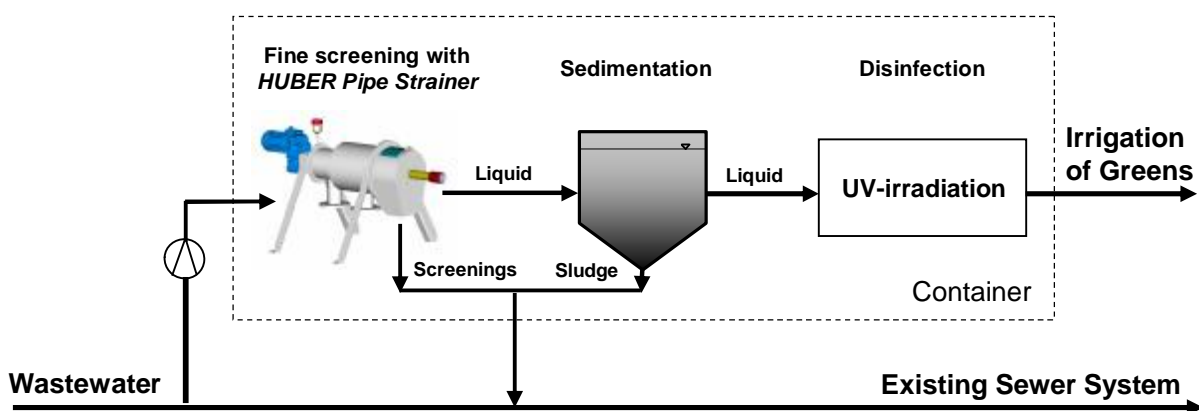 Fine screening with
HUBER Pipe Strainer
Sedimentation
Disinfection
Irrigation
of Greens
Liquid
Liquid
UV-irradiation
Screenings
Sludge
Container
Wastewater
Existing Sewer System